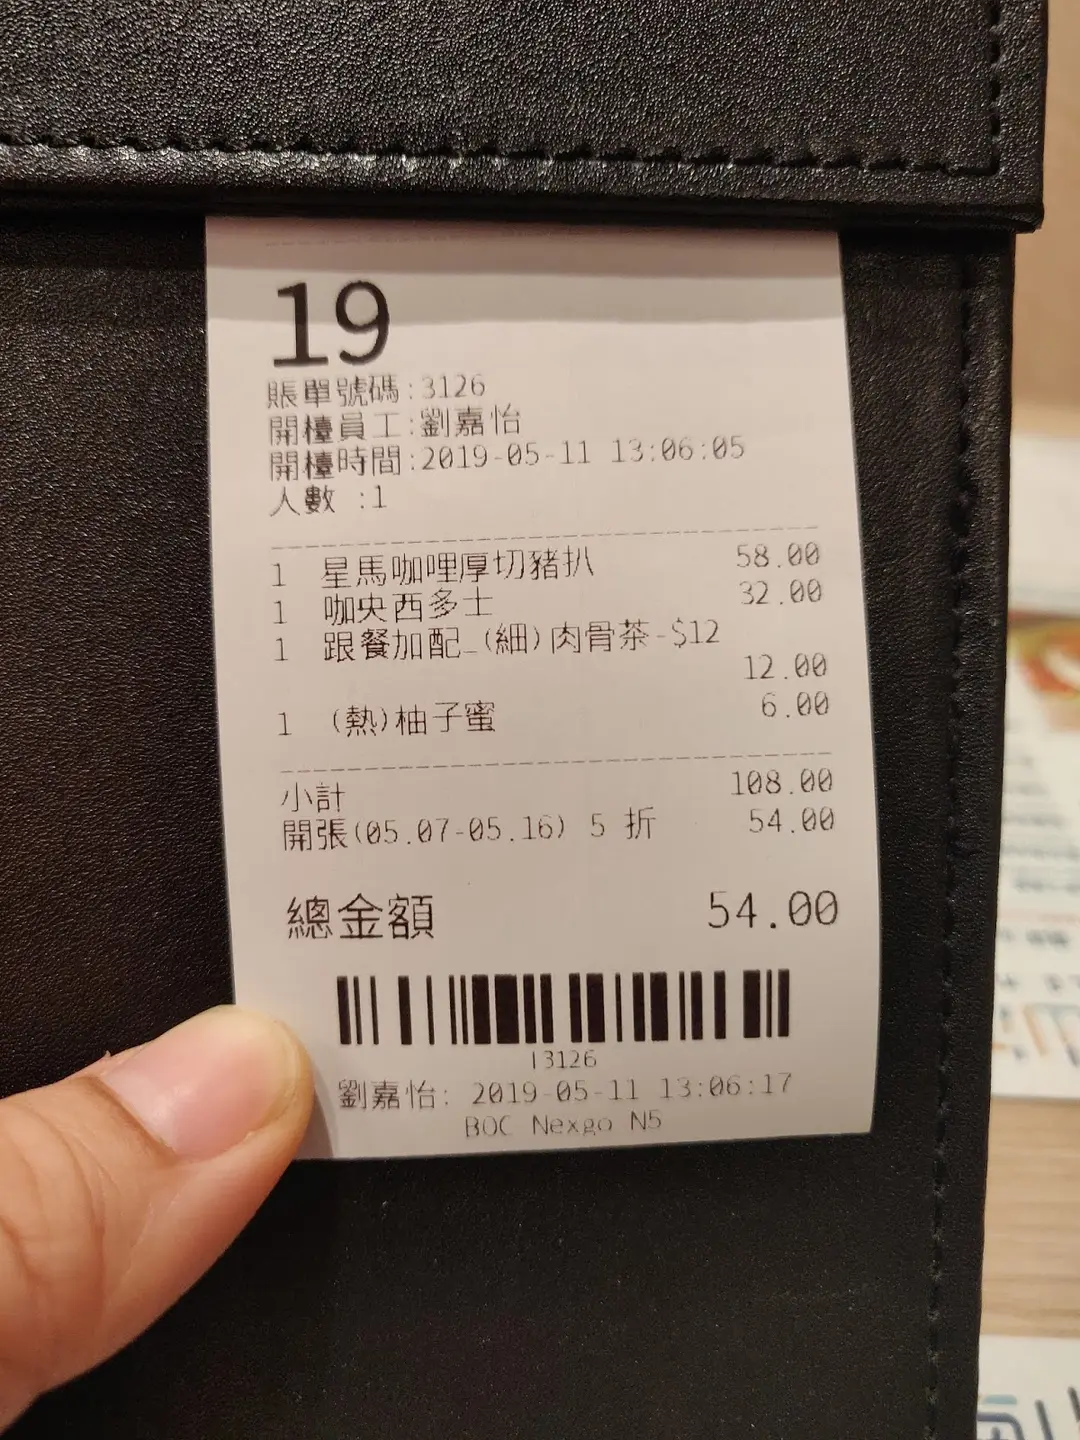 19
賬單號碼:3126
開檯員工:劉嘉怡
開檯時間:2019-05-11 13:06:05
人數 :1
1 星馬咖哩厚切豬扒 58.00
1 咖央西多士 32.00
1 跟餐加配_(細)肉骨茶-$12
12.00
1 (熱)柚子蜜 6.00
小計 108.00
開張(05.07-05.16) 5 折 54.00
總金額 54.00
13126
劉嘉怡: 2019-05-11 13:06:17
BOC Nexgo N5